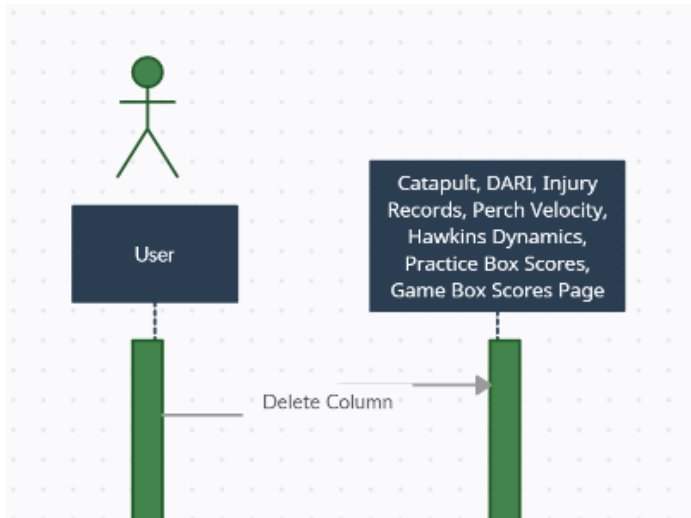 User
Catapult, DARI, Injury
Records, Perch Velocity,
Hawkins Dynamics,
Practice Box Scores,
Game Box Scores Page
Delete Column